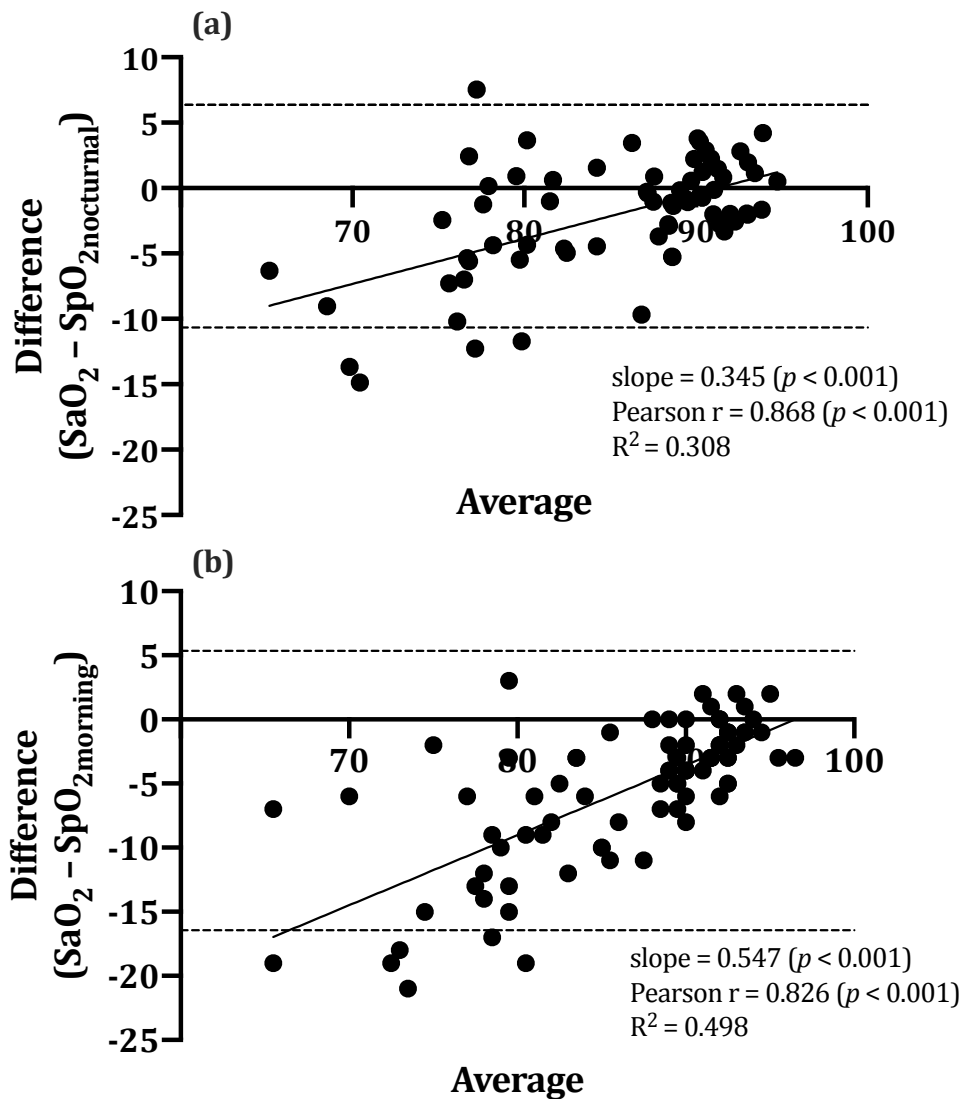 (a)
10
5
0
-5
-10
-15
-20
-25
70
80
90
100
Difference
(SaO2 – SpO2nocturnal)
slope = 0.345 (p < 0.001)
Pearson r = 0.868 (p < 0.001)
R2 = 0.308
Average
(b)
10
5
0
-5
-10
-15
-20
-25
70
80
90
100
Difference
(SaO2 – SpO2morning)
slope = 0.547 (p < 0.001)
Pearson r = 0.826 (p < 0.001)
R2 = 0.498
Average